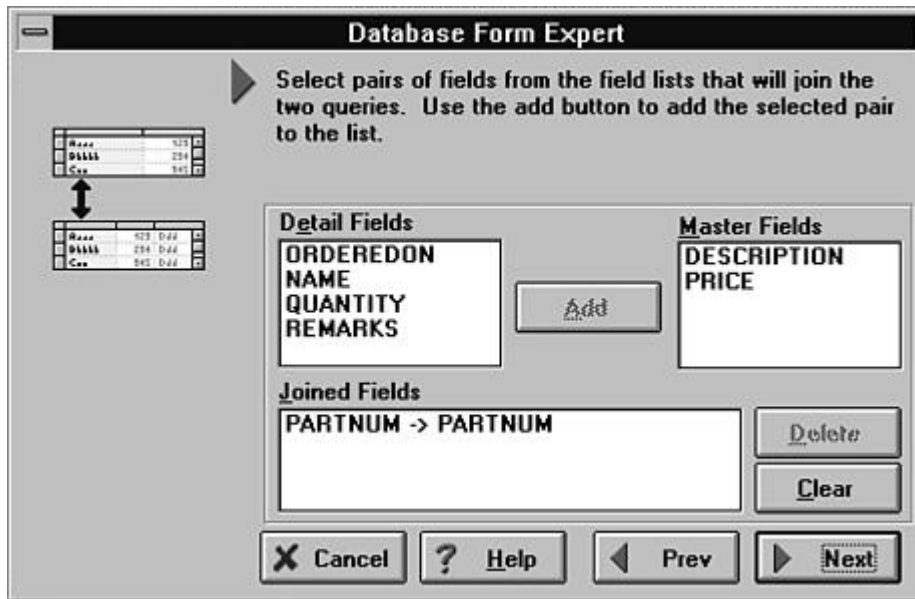 Database Form Expert
Select pairs of fields from the field lists that will join the
two queries.  Use the add button to add the selected pair
to the list.
Detail Fields
ORDEREDON
NAME
QUANTITY
REMARKS
Add
Master Fields
DESCRIPTION
PRICE
Joined Fields
PARTNUM -> PARTNUM
Delete
Clear
Cancel
? Help
Prev
Next